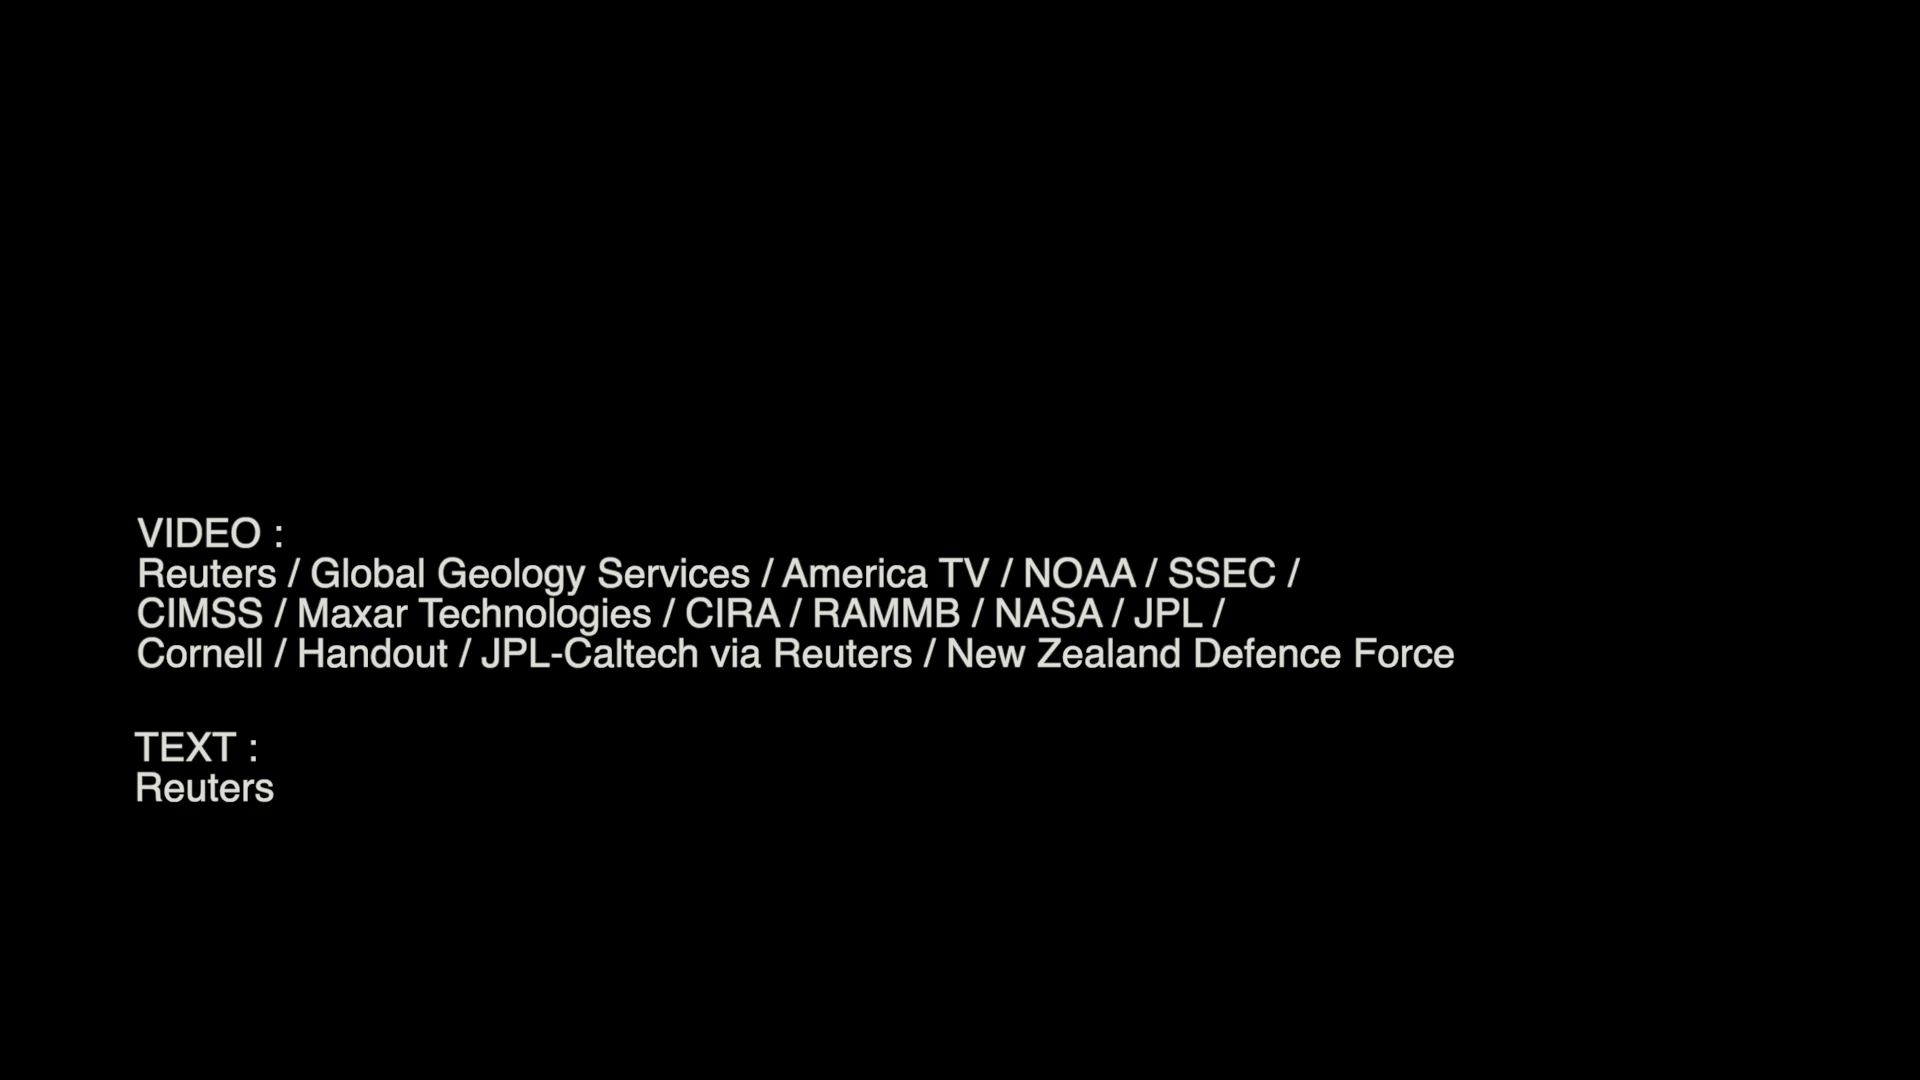 VIDEO :
Reuters / Global Geology Services / America TV / NOAA / SSEC /
CIMSS / Maxar Technologies / CIRA / RAMMB / NASA / JPL /
Cornell / Handout / JPL-Caltech via Reuters / New Zealand Defence Force
TEXT :
Reuters